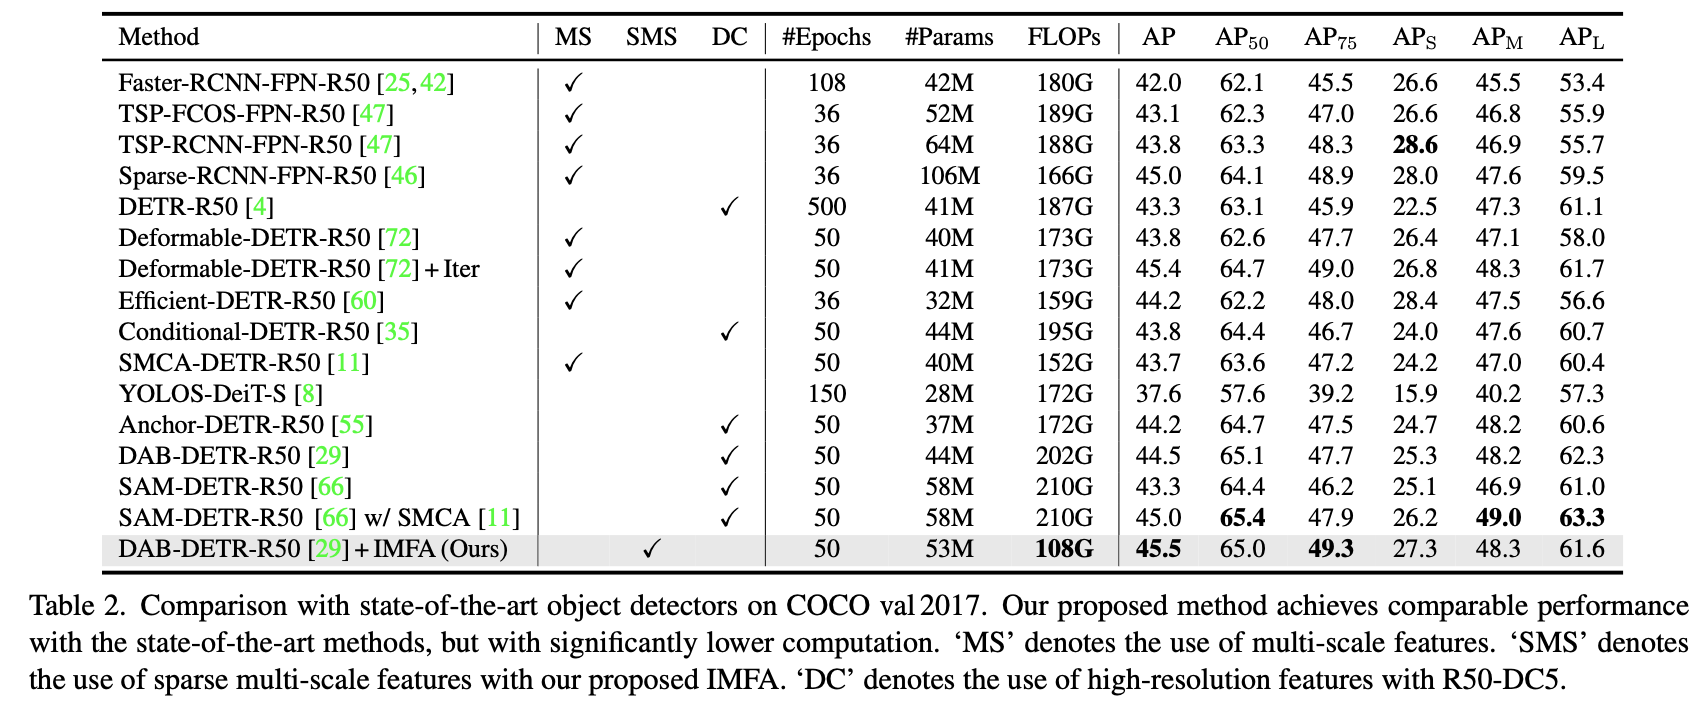 Method MS SMS DC #Epochs #Params FLOPs AP AP50 AP75 APS APM APL
Faster-RCNN-FPN-R50 [25,42] ✓ 108 42M 180G 42.0 62.1 45.5 26.6 45.5 53.4
TSP-FCOS-FPN-R50 [47] ✓ 36 52M 189G 43.1 62.3 47.0 26.6 46.8 55.9
TSP-RCNN-FPN-R50 [47] ✓ 36 64M 188G 43.8 63.3 48.3 28.6 46.9 55.7
Sparse-RCNN-FPN-R50 [46] ✓ 36 106M 166G 45.0 64.1 48.9 28.0 47.6 59.5
DETR-R50 [4] ✓ 500 41M 187G 43.3 63.1 45.9 22.5 47.3 61.1
Deformable-DETR-R50 [72] ✓ 50 40M 173G 43.8 62.6 47.7 26.4 47.1 58.0
Deformable-DETR-R50 [72] + Iter ✓ 50 41M 173G 45.4 64.7 49.0 26.8 48.3 61.7
Efficient-DETR-R50 [60] ✓ 36 32M 159G 44.2 62.2 48.0 28.4 47.5 56.6
Conditional-DETR-R50 [35] ✓ 50 44M 195G 43.8 64.4 46.7 24.0 47.6 60.7
SMCA-DETR-R50 [11] ✓ 50 40M 152G 43.7 63.6 47.2 24.2 47.0 60.4
YOLOS-DeiT-S [8] 150 28M 172G 37.6 57.6 39.2 15.9 40.2 57.3
Anchor-DETR-R50 [55] ✓ 50 37M 172G 44.2 64.7 47.5 24.7 48.2 60.6
DAB-DETR-R50 [29] ✓ 50 44M 202G 44.5 65.1 47.7 25.3 48.2 62.3
SAM-DETR-R50 [66] ✓ 50 58M 210G 43.3 64.4 46.2 25.1 46.9 61.0
SAM-DETR-R50 [66] w/ SMCA [11] ✓ 50 58M 210G 45.0 65.4 47.9 26.2 49.0 63.3
DAB-DETR-R50 [29] + IMFA (Ours) ✓ 50 53M 108G 45.5 65.0 49.3 27.3 48.3 61.6
Table 2. Comparison with state-of-the-art object detectors on COCO val 2017. Our proposed method achieves comparable performance
with the state-of-the-art methods, but with significantly lower computation. ‘MS’ denotes the use of multi-scale features. ‘SMS’ denotes
the use of sparse multi-scale features with our proposed IMFA. ‘DC’ denotes the use of high-resolution features with R50-DC5.